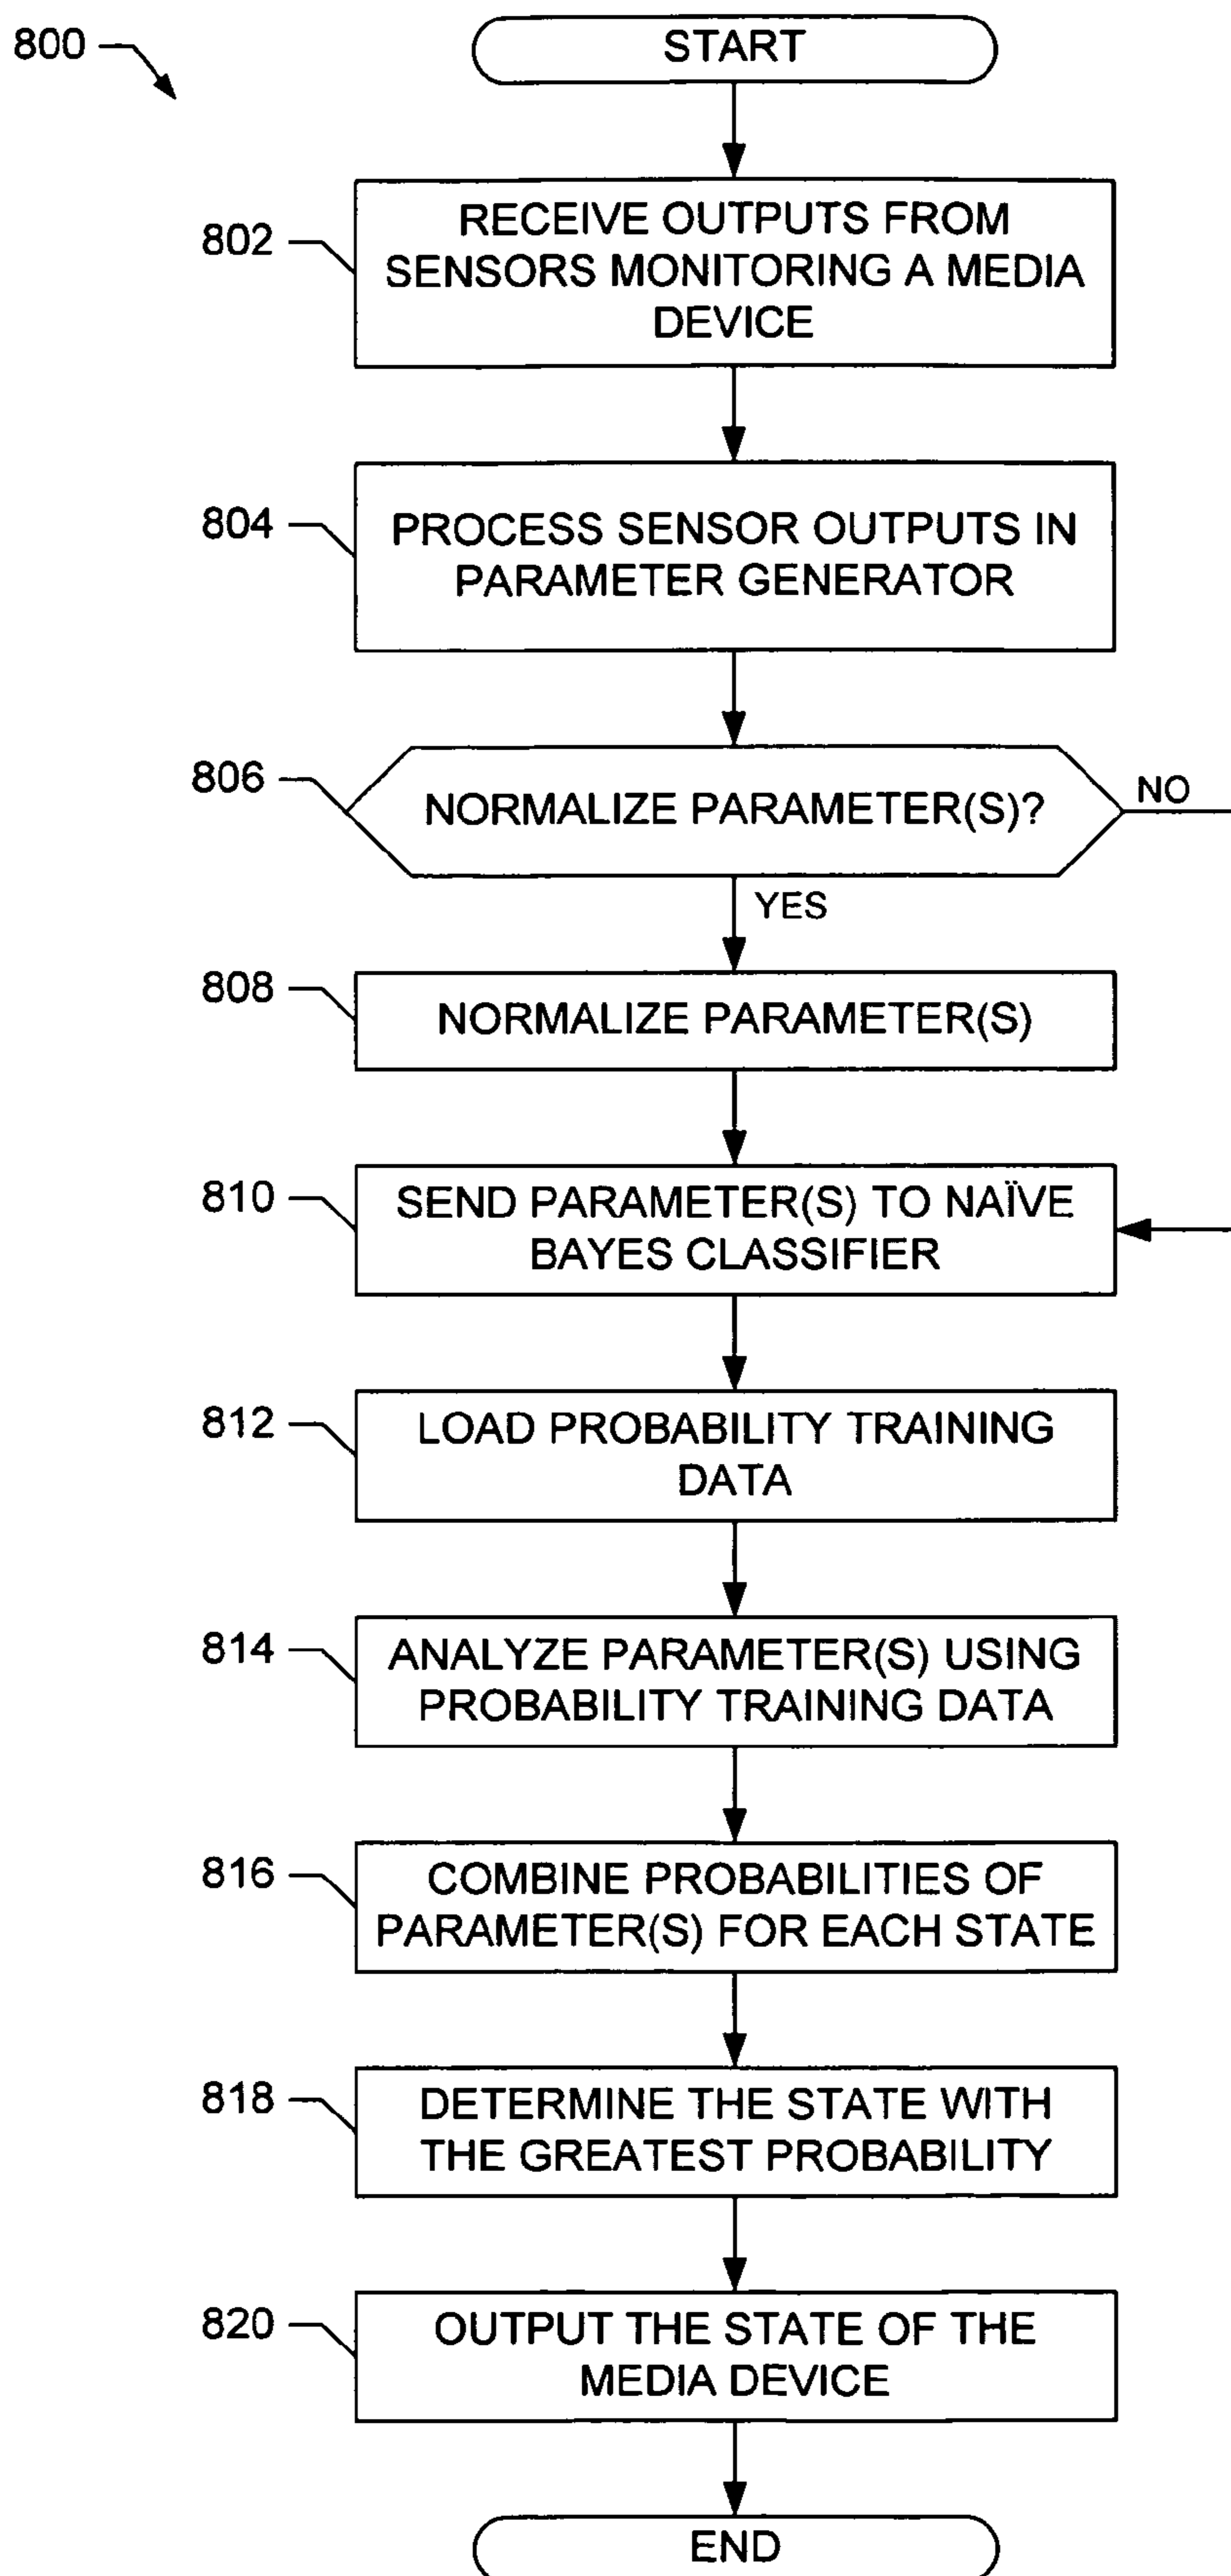 800
START
802
RECEIVE OUTPUTS FROM
SENSORS MONITORING A MEDIA
DEVICE
804
PROCESS SENSOR OUTPUTS IN
PARAMETER GENERATOR
806
NORMALIZE PARAMETER(S)?
NO
YES
808
NORMALIZE PARAMETER(S)
810
SEND PARAMETER(S) TO NAÏVE
BAYES CLASSIFIER
812
LOAD PROBABILITY TRAINING
DATA
814
ANALYZE PARAMETER(S) USING
PROBABILITY TRAINING DATA
816
COMBINE PROBABILITIES OF
PARAMETER(S) FOR EACH STATE
818
DETERMINE THE STATE WITH
THE GREATEST PROBABILITY
820
OUTPUT THE STATE OF THE
MEDIA DEVICE
END